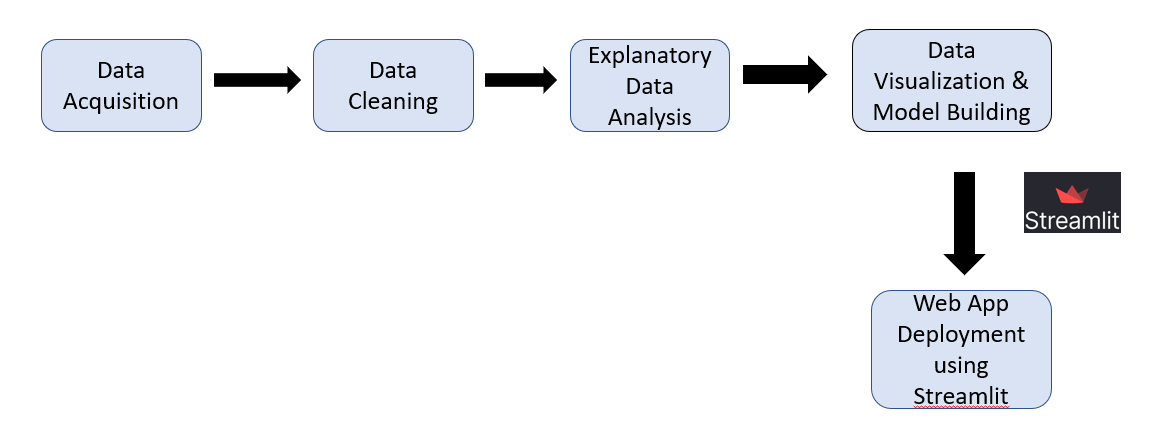 Data
Acquisition
Data
Cleaning
Explanatory
Data
Analysis
Data
Visualization &
Model Building
Streamlit
Web App
Deployment
using
Streamlit